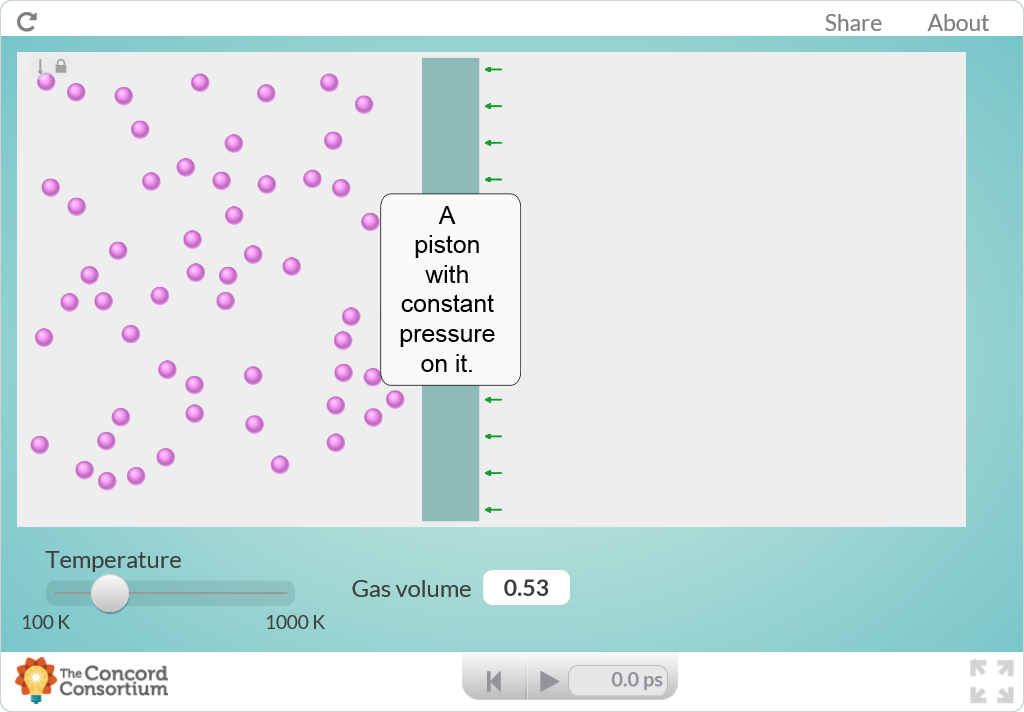 Share About
A
piston
with
constant
pressure
on it.
Temperature
100 K 1000 K
Gas volume 0.53
The Concord
Consortium
0.0 ps